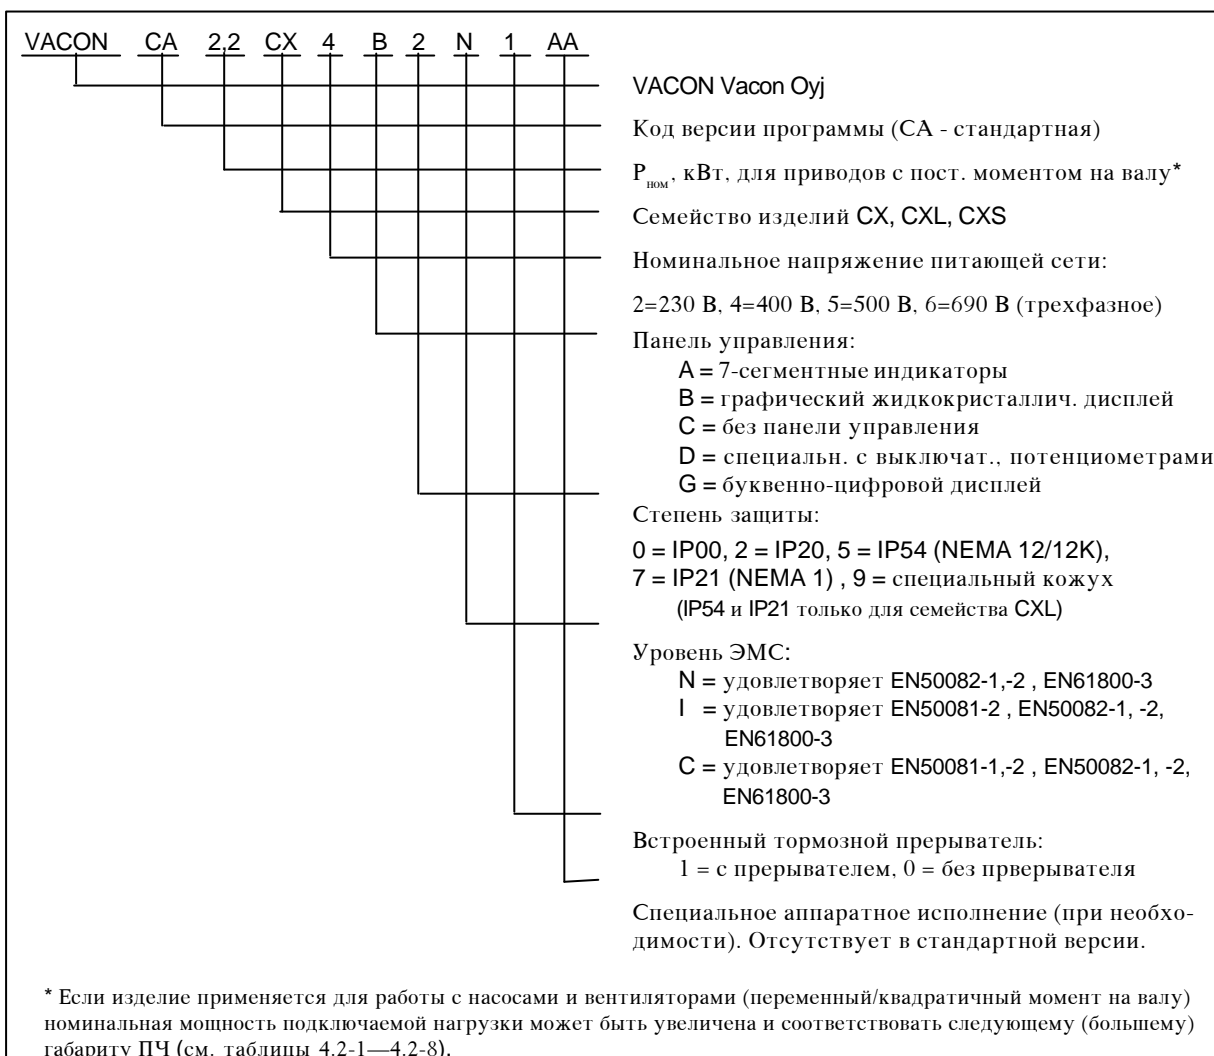 VACON CA 2,2 CX 4 B 2 N 1 AA
VACON Vacon Oyj
Код версии программы (СА - стандартная)
Pном, кВт, для приводов с пост. моментом на валу*
Семейство изделий CX, CXL, CXS
Номинальное напряжение питающей сети:
2=230 В, 4=400 В, 5=500 В, 6=690 В (трехфазное)
Панель управления:
A = 7-сегментные индикаторы
B = графический жидкокристаллич. дисплей
C = без панели управления
D = специальн. с выключат., потенциометрами
G = буквенно-цифровой дисплей
Степень защиты:
0 = IP00, 2 = IP20, 5 = IP54 (NEMA 12/12K),
7 = IP21 (NEMA 1) , 9 = специальный кожух
(IP54 и IP21 только для семейства CXL)
Уровень ЭМС:
N = удовлетворяет EN50082-1,-2 , EN61800-3
I = удовлетворяет EN50081-2 , EN50082-1, -2,
EN61800-3
C = удовлетворяет EN50081-1,-2 , EN50082-1, -2,
EN61800-3
Встроенный тормозной прерыватель:
1 = с прерывателем, 0 = без прверывателя
Специальное аппаратное исполнение (при необхо-
димости). Отсутствует в стандартной версии.
* Если изделие применяется для работы с насосами и вентиляторами (переменный/квадратичный момент на валу)
номинальная мощность подключаемой нагрузки может быть увеличена и соответствовать следующему (большему)
габариту ПЧ (см. таблицы 4.2-1—4.2-8).